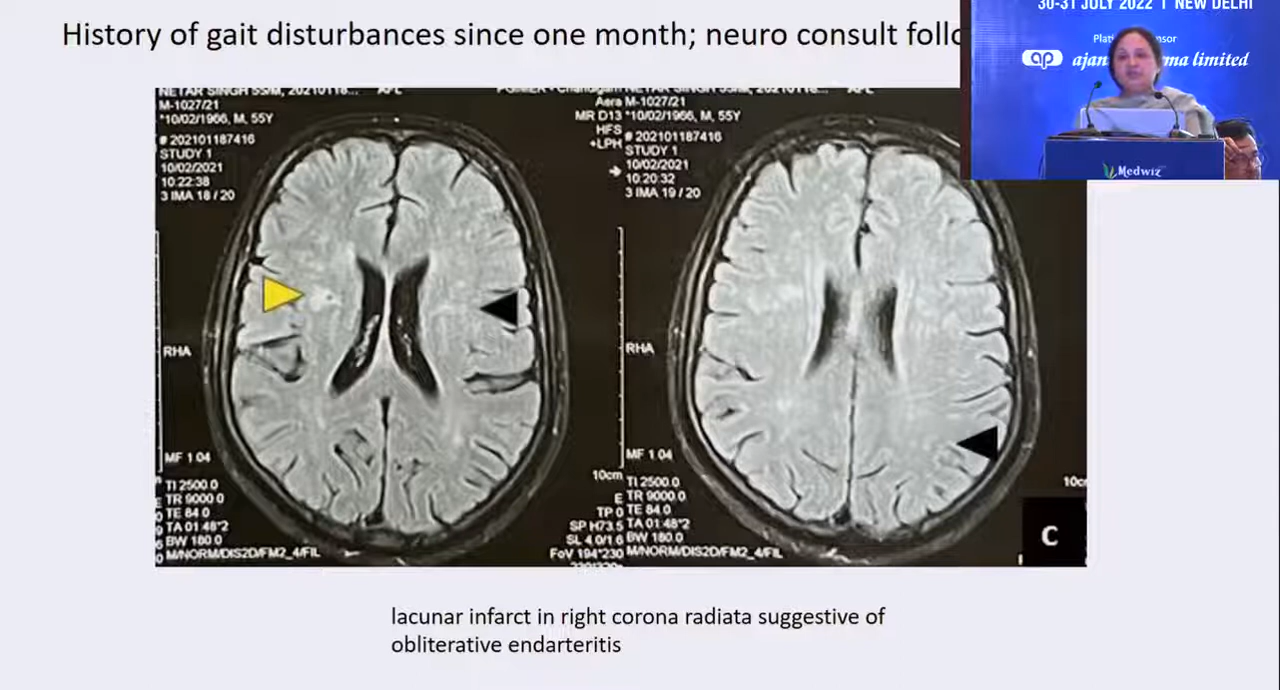 History of gait disturbances since one month; neuro consult follo
30-31 JULY 2022 | NEW DELHI
ap ajan ma limited
Medwiz
NETAR SINGH 55/M,
M-1027/21
*10/02/1966, M, 55Y
# 202101187416
STUDY 1
10/02/2021
10:22:38
3 IMA 18 / 20
RHA
MF 1.04
TI 2500.0
TR 9000.0
TE 84.0
TA 01:48*2
BW 180.0
M/NORM/DIS2D/FM2_4/FIL
Aera
MR D13
HFS
+LPH
M-1027/21
*10/02/1966, M, 55Y
# 202101187416
STUDY 1
10/02/2021
10:20:32
3 IMA 19 / 20
RHA
MF 1.04
10cm
E
TP 0
SP H73.5
SL 4.0/1.6
FoV 194*230
TI 2500.0
TR 9000.0
TE 84.0
TA 01:48*2
BW 180.0
M/NORM/DIS2D/FM2_4/FIL
C
lacunar infarct in right corona radiata suggestive of
obliterative endarteritis